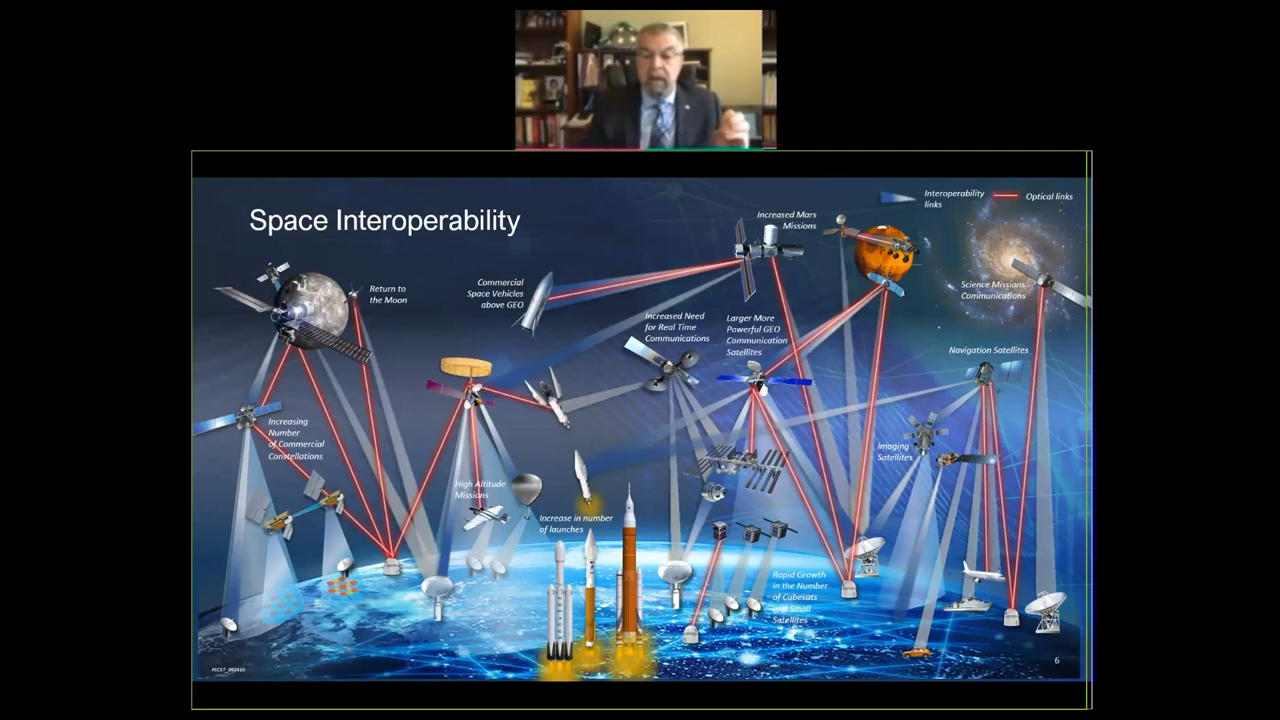 Space Interoperability
Interoperability
links
Optical links
Increased Mars
Missions
Return to
the Moon
Commercial
Space Vehicles
above GEO
Science Missions
Communications
Increased Need
for Real Time
Communications
Larger More
Powerful GEO
Communication
Satellites
Navigation Satellites
Increasing
Number
of Commercial
Constellations
Imaging
Satellites
High Altitude
Missions
Increase in number
of launches
Rapid Growth
in the Number
of Cubesats
and Small
Satellites
6